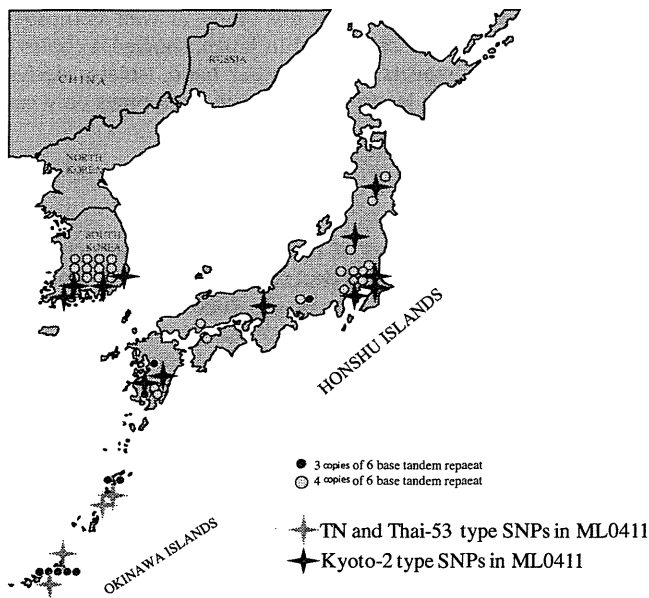 RUSSIA
CHINA
NORTH
KOREA
SOUTH
KOREA
HONSHU ISLANDS
3 copies of 6 base tandem repaeat
4 copies of 6 base tandem repaeat
TN and Thai-53 type SNPs in ML0411
Kyoto-2 type SNPs in ML0411
OKINAWA ISLANDS